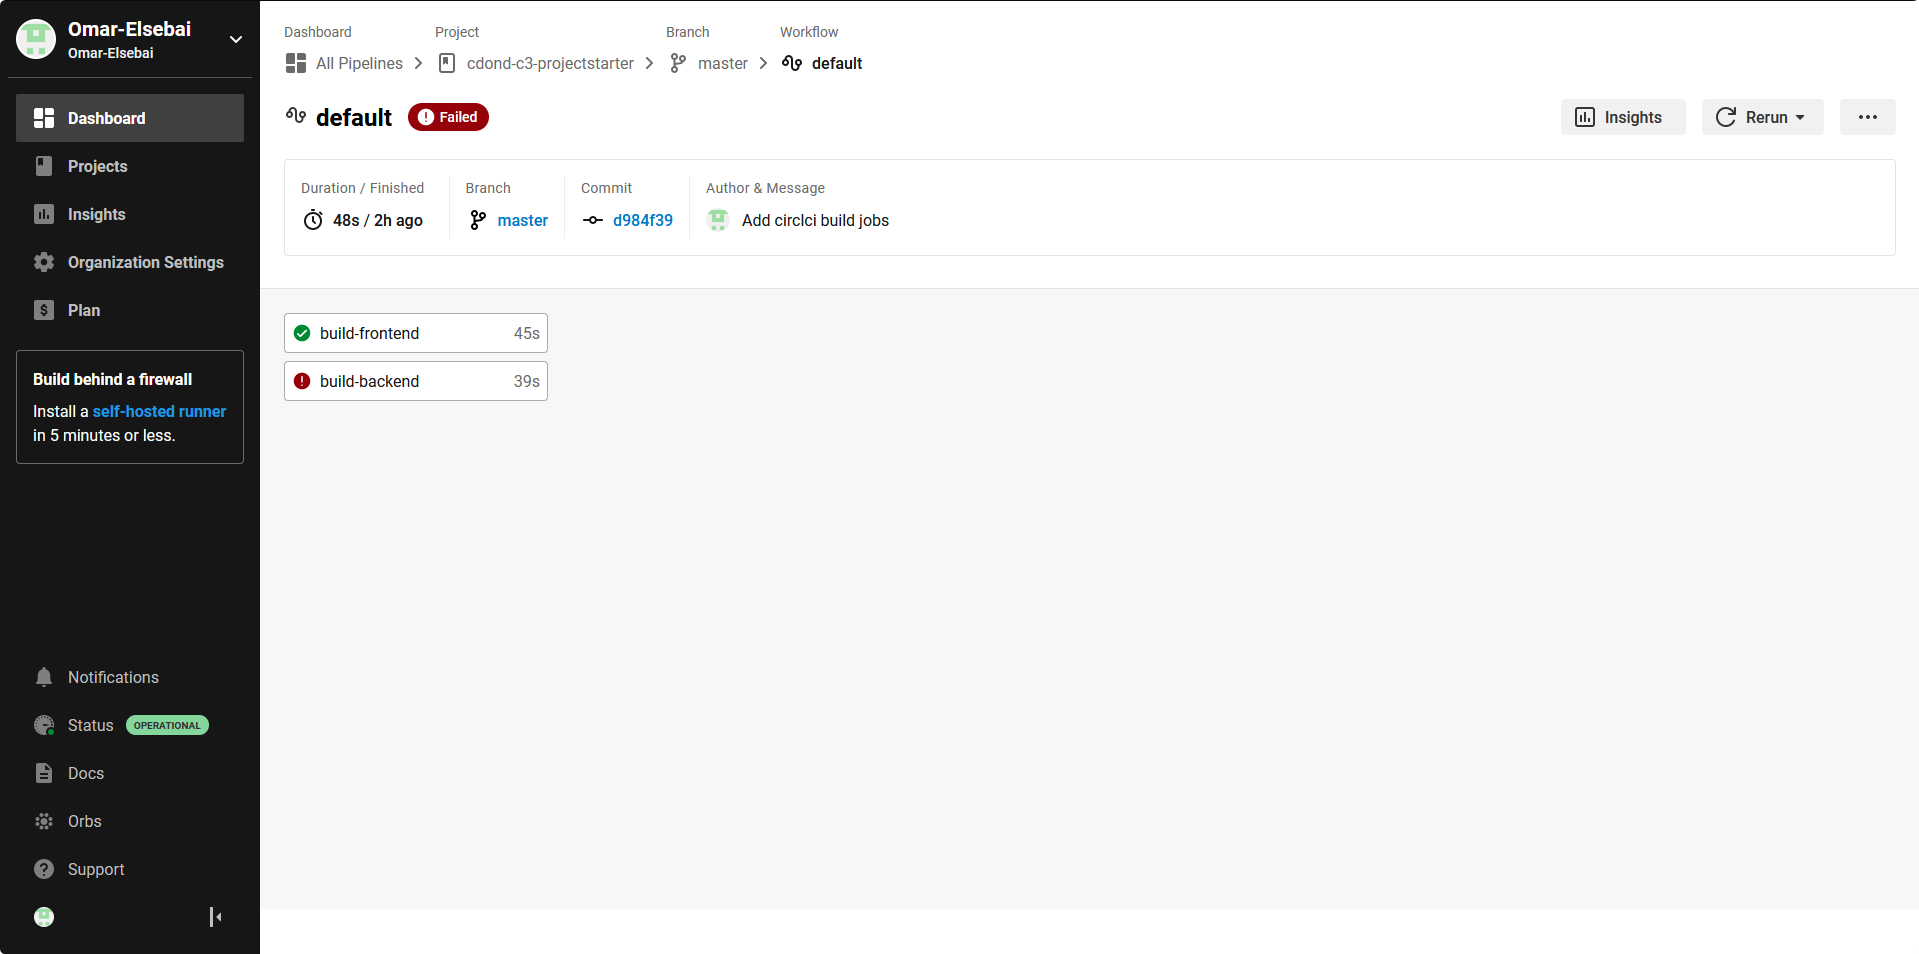 Omar-Elsebai
Omar-Elsebai
Dashboard
Projects
Insights
Organization Settings
Plan
Build behind a firewall
Install a self-hosted runner
in 5 minutes or less.
Notifications
Status OPERATIONAL
Docs
Orbs
Support
Dashboard Project Branch Workflow
All Pipelines cdond-c3-projectstarter master default
default Failed
Insights Rerun
Duration / Finished Branch Commit Author & Message
48s / 2h ago master d984f39 Add circlci build jobs
build-frontend 45s
build-backend 39s